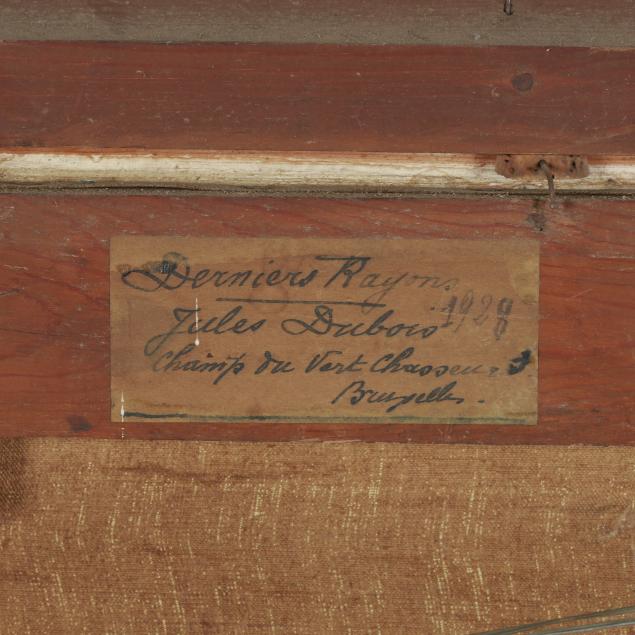 Derniers Rayons
1928
Jules Dubois
Champ du Vert Chasseur
Bruxelles.